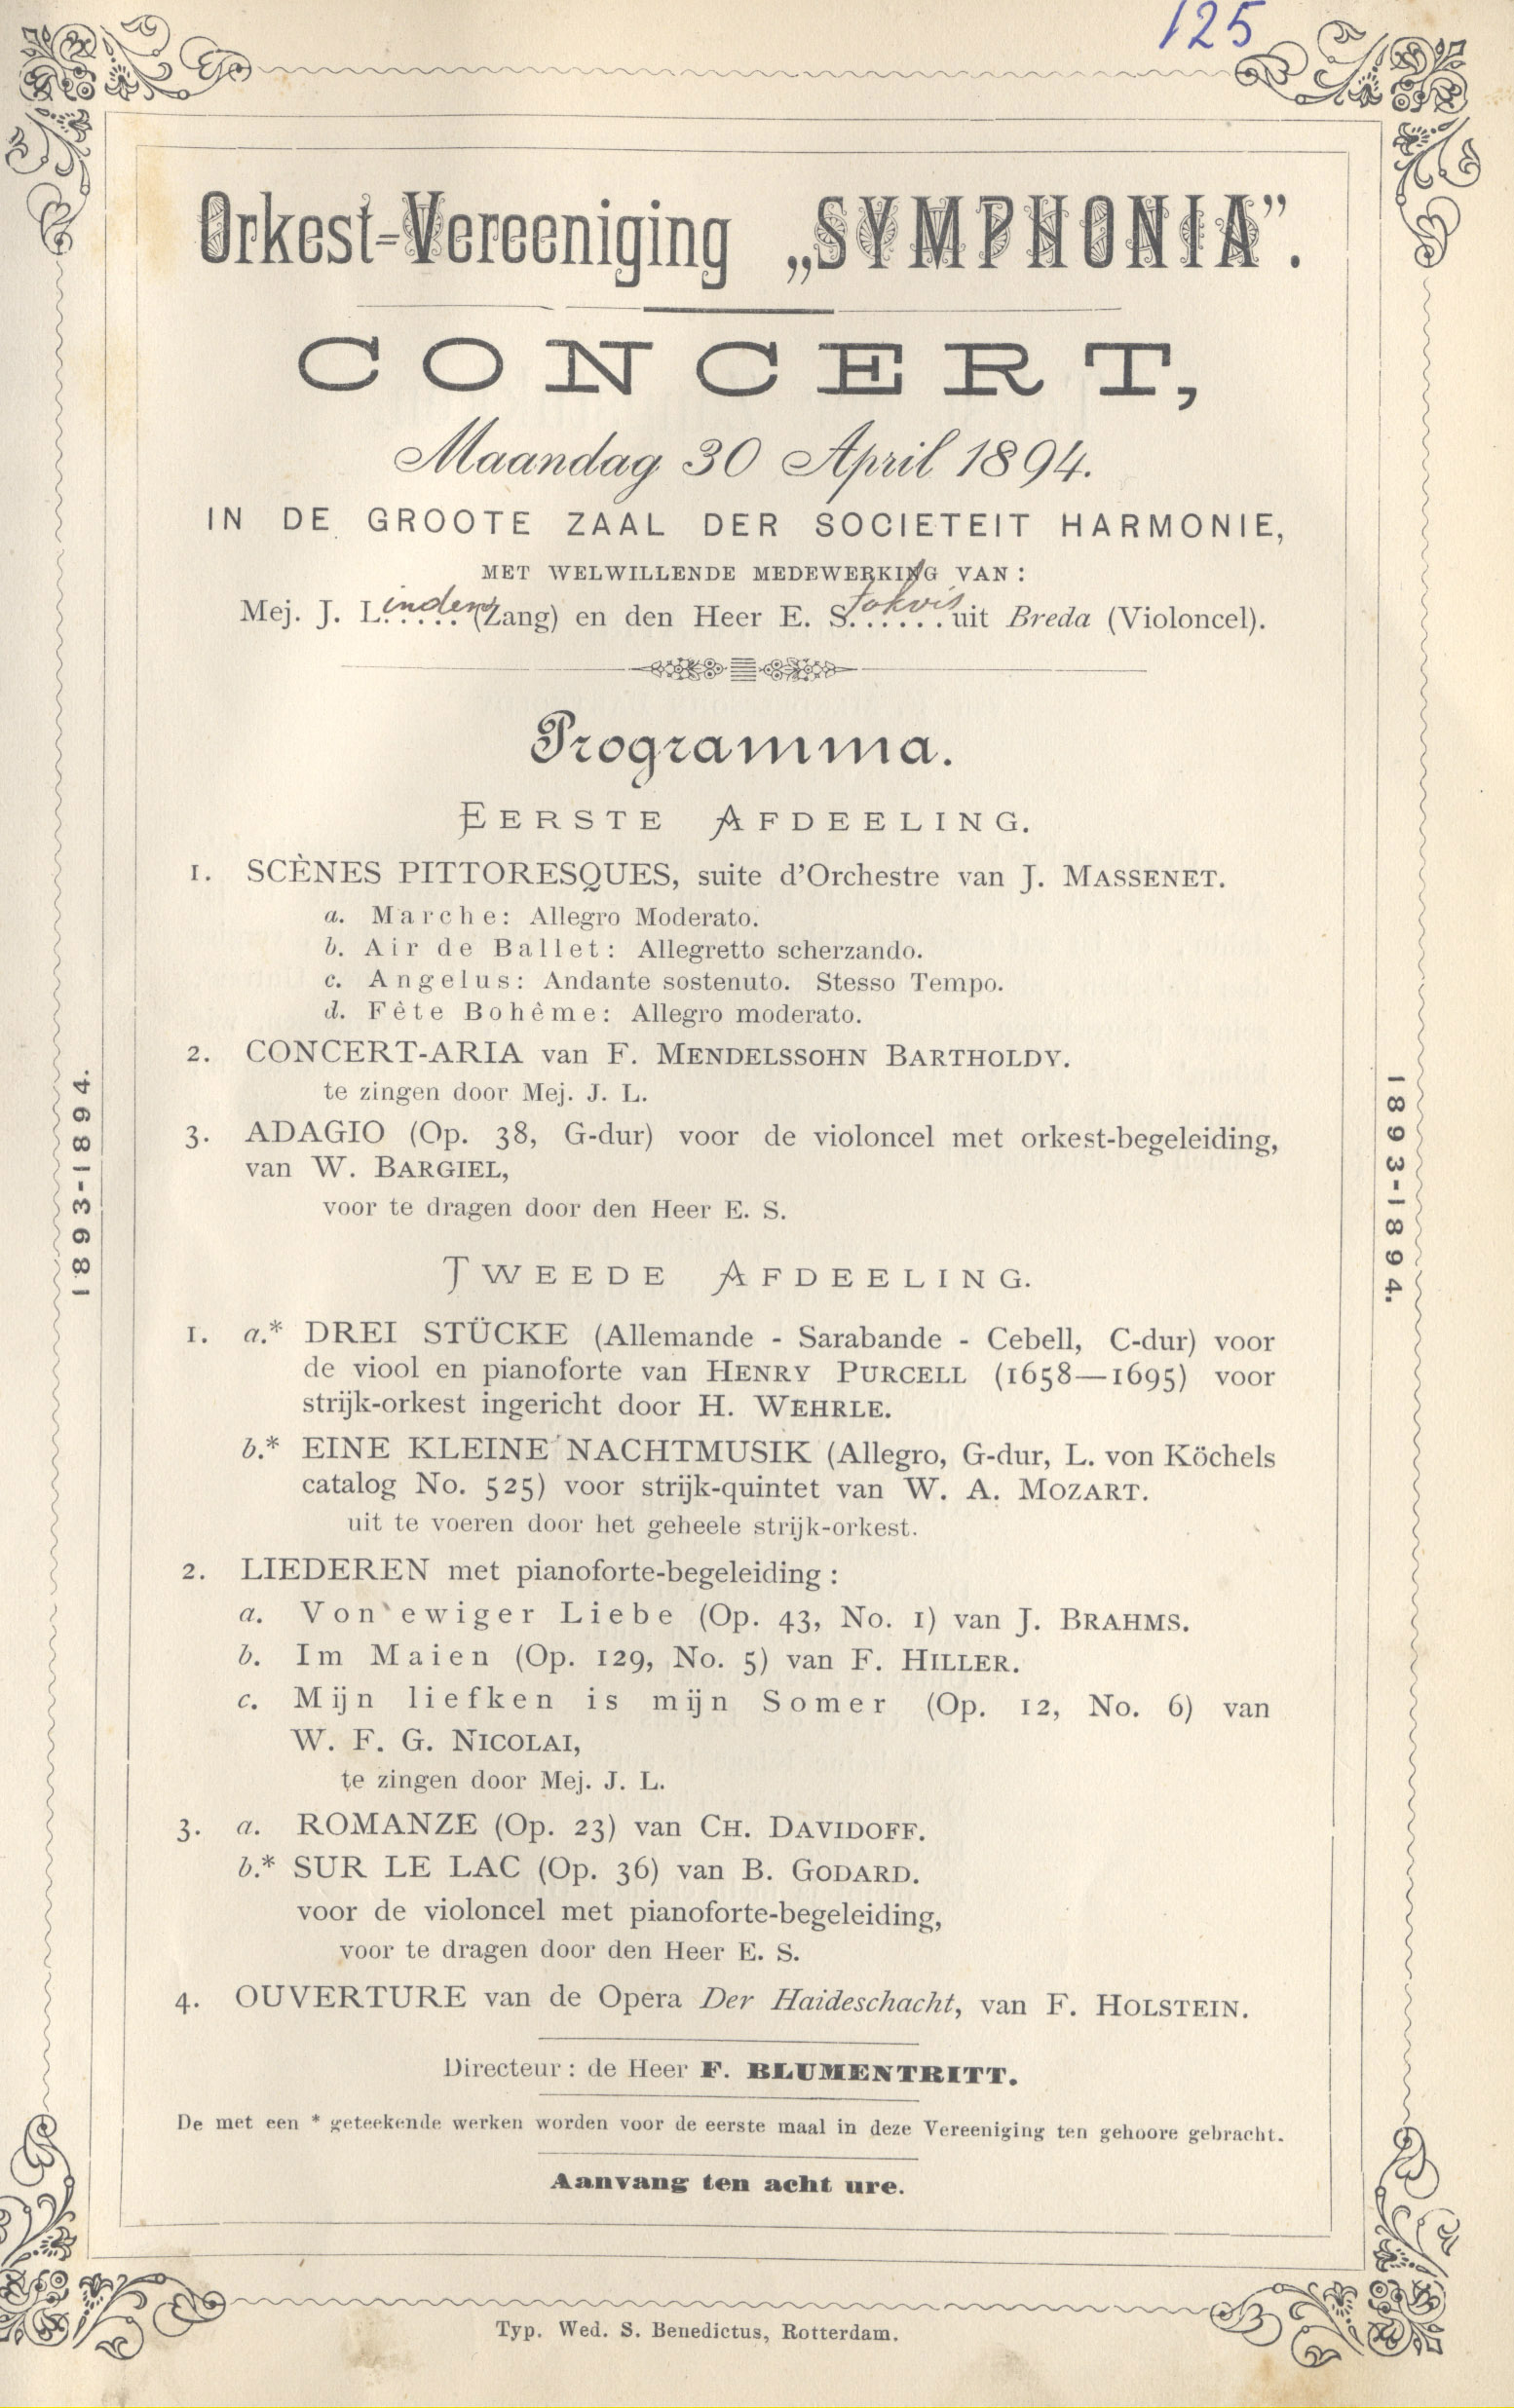 125
Orkest-Vereeniging „SYMPHONIA”.
CONCERT,
Maandag 30 April 1894.
IN DE GROOTE ZAAL DER SOCIETEIT HARMONIE,
MET WELWILLENDE MEDEWERKING VAN:
Mej. J. L..... (Zang) en den Heer E. S...... uit Breda (Violoncel).
Programma.
EERSTE AFDEELING.
1. SCÈNES PITTORESQUES, suite d’Orchestre van J. MASSENET.
a. Marche: Allegro Moderato.
b. Air de Ballet: Allegretto scherzando.
c. Angelus: Andante sostenuto. Stesso Tempo.
d. Fête Bohême: Allegro moderato.
2. CONCERT-ARIA van F. MENDELSSOHN BARTHOLDY.
te zingen door Mej. J. L.
3. ADAGIO (Op. 38, G-dur) voor de violoncel met orkest-begeleiding,
van W. BARGIEL,
voor te dragen door den Heer E. S.
TWEEDE AFDEELING.
1. a.* DREI STÜCKE (Allemande - Sarabande - Cebell, C-dur) voor
de viool en pianoforte van HENRY PURCELL (1658—1695) voor
strijk-orkest ingericht door H. WEHRLE.
b.* EINE KLEINE NACHTMUSIK (Allegro, G-dur, L. von Köchels
catalog No. 525) voor strijk-quintet van W. A. MOZART.
uit te voeren door het geheele strijk-orkest.
2. LIEDEREN met pianoforte-begeleiding:
a. Von ewiger Liebe (Op. 43, No. 1) van J. BRAHMS.
b. Im Maien (Op. 129, No. 5) van F. HILLER.
c. Mijn liefken is mijn Somer (Op. 12, No. 6) van
W. F. G. NICOLAI,
te zingen door Mej. J. L.
3. a. ROMANZE (Op. 23) van CH. DAVIDOFF.
b.* SUR LE LAC (Op. 36) van B. GODARD.
voor de violoncel met pianoforte-begeleiding,
voor te dragen door den Heer E. S.
4. OUVERTURE van de Opera Der Haideschacht, van F. HOLSTEIN.
Directeur: de Heer F. BLUMENTRITT.
De met een * geteekende werken worden voor de eerste maal in deze Vereeniging ten gehoore gebracht.
Aanvang ten acht ure.
1893-1894.
1893-1894.
Typ. Wed. S. Benedictus, Rotterdam.